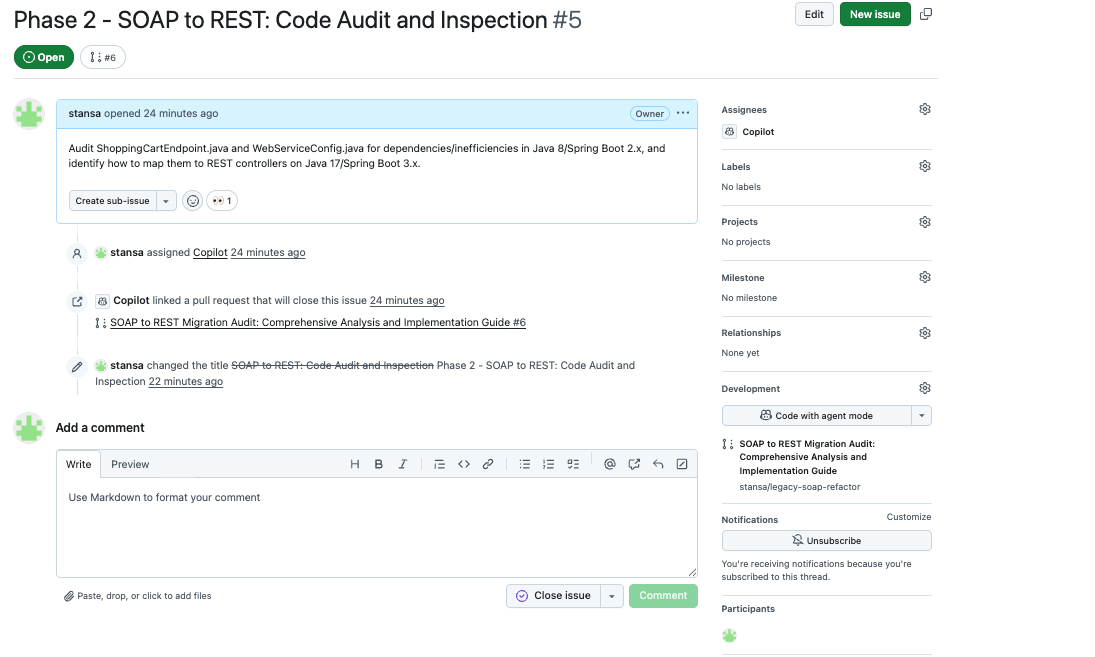 Phase 2 - SOAP to REST: Code Audit and Inspection #5
Edit
New issue
Open
#6
stansa opened 24 minutes ago
Owner
Audit ShoppingCartEndpoint.java and WebServiceConfig.java for dependencies/inefficiencies in Java 8/Spring Boot 2.x, and
identify how to map them to REST controllers on Java 17/Spring Boot 3.x.
Create sub-issue
1
stansa assigned Copilot 24 minutes ago
Copilot linked a pull request that will close this issue 24 minutes ago
SOAP to REST Migration Audit: Comprehensive Analysis and Implementation Guide #6
stansa changed the title SOAP to REST: Code Audit and Inspection Phase 2 - SOAP to REST: Code Audit and
Inspection 22 minutes ago
Add a comment
Write
Preview
Use Markdown to format your comment
Paste, drop, or click to add files
Close issue
Comment
Assignees
Copilot
Labels
No labels
Projects
No projects
Milestone
No milestone
Relationships
None yet
Development
Code with agent mode
SOAP to REST Migration Audit:
Comprehensive Analysis and
Implementation Guide
stansa/legacy-soap-refactor
Notifications
Customize
Unsubscribe
You're receiving notifications because you're
subscribed to this thread.
Participants